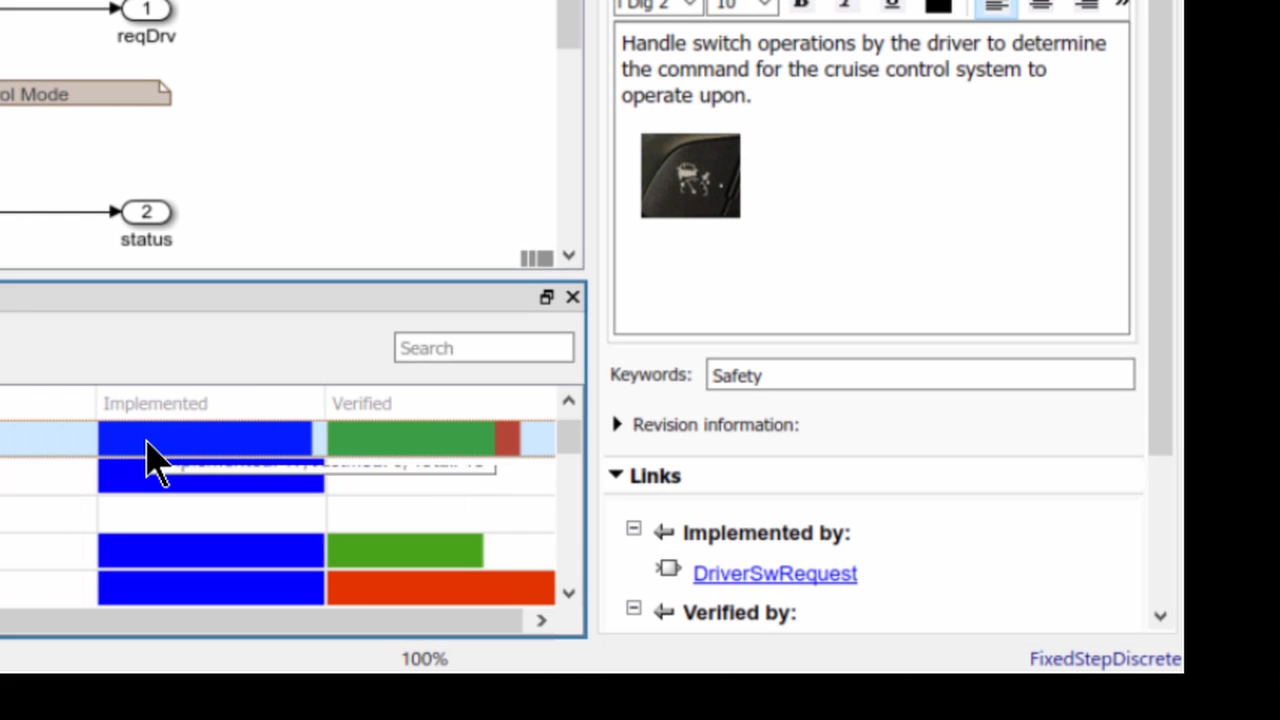 1
reqDrv
ol Mode
2
status
10
Handle switch operations by the driver to determine
the command for the cruise control system to
operate upon.
Search
Keywords: Safety
Implemented Verified
Revision information:
Links
Implemented by:
DriverSwRequest
Verified by:
100%
FixedStepDiscrete